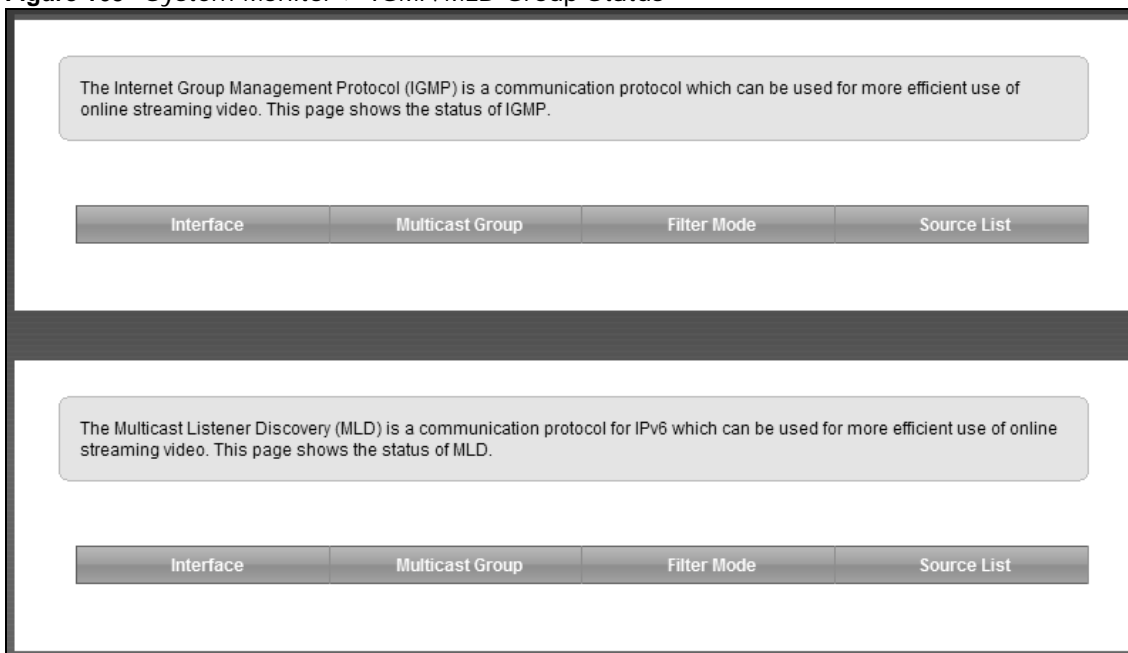 The Internet Group Management Protocol (IGMP) is a communication protocol which can be used for more efficient use of
online streaming video. This page shows the status of IGMP.
Interface Multicast Group Filter Mode Source List
The Multicast Listener Discovery (MLD) is a communication protocol for IPv6 which can be used for more efficient use of online
streaming video. This page shows the status of MLD.
Interface Multicast Group Filter Mode Source List